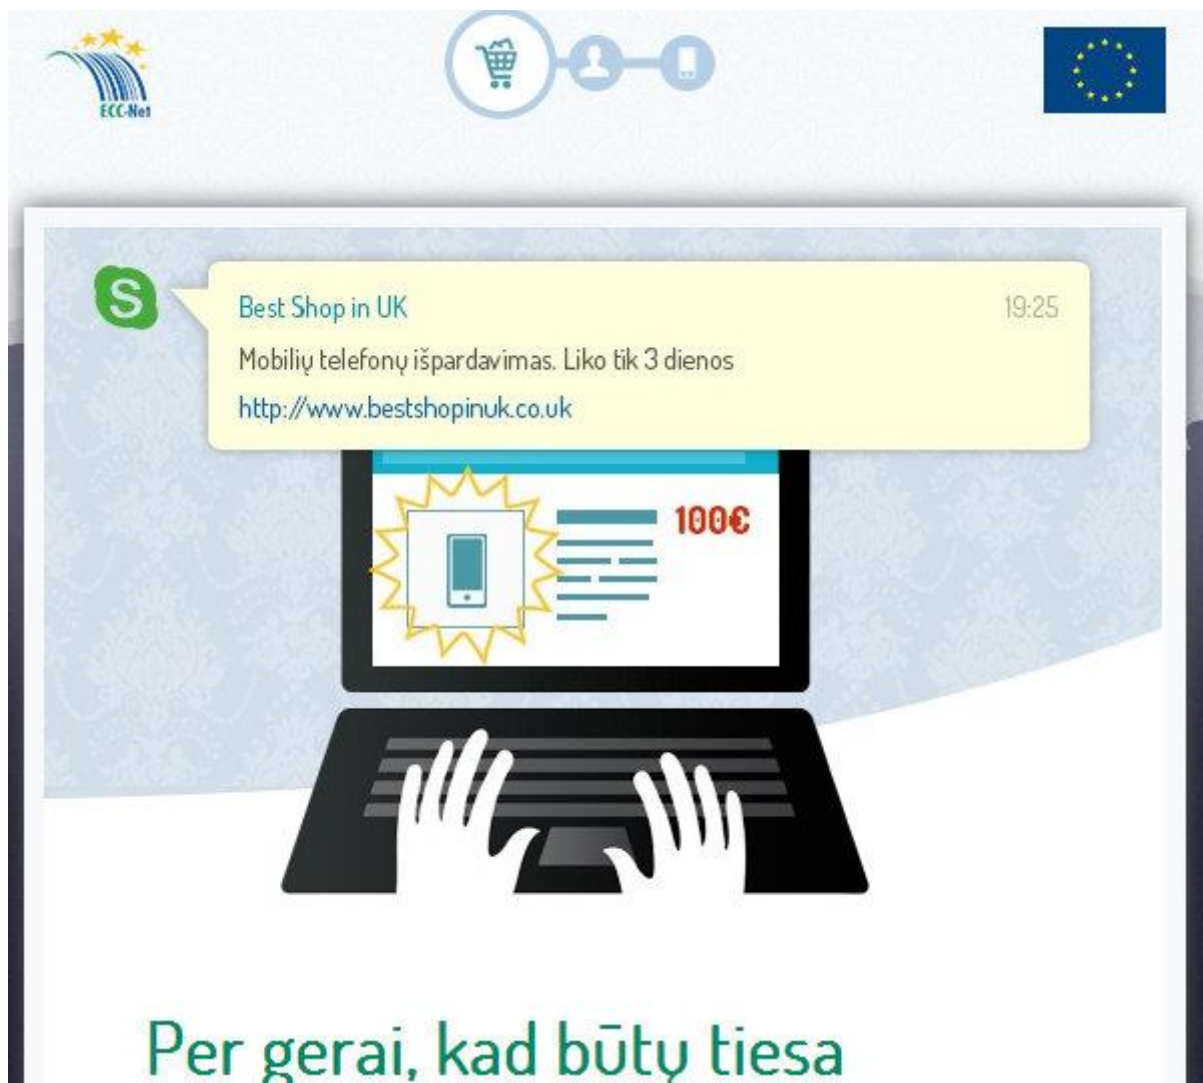 ECC-Net
S
Best Shop in UK 19:25
Mobilių telefonų išpardavimas. Liko tik 3 dienos
http://www.bestshopinuk.co.uk
100€
Per gerai, kad būtų tiesa